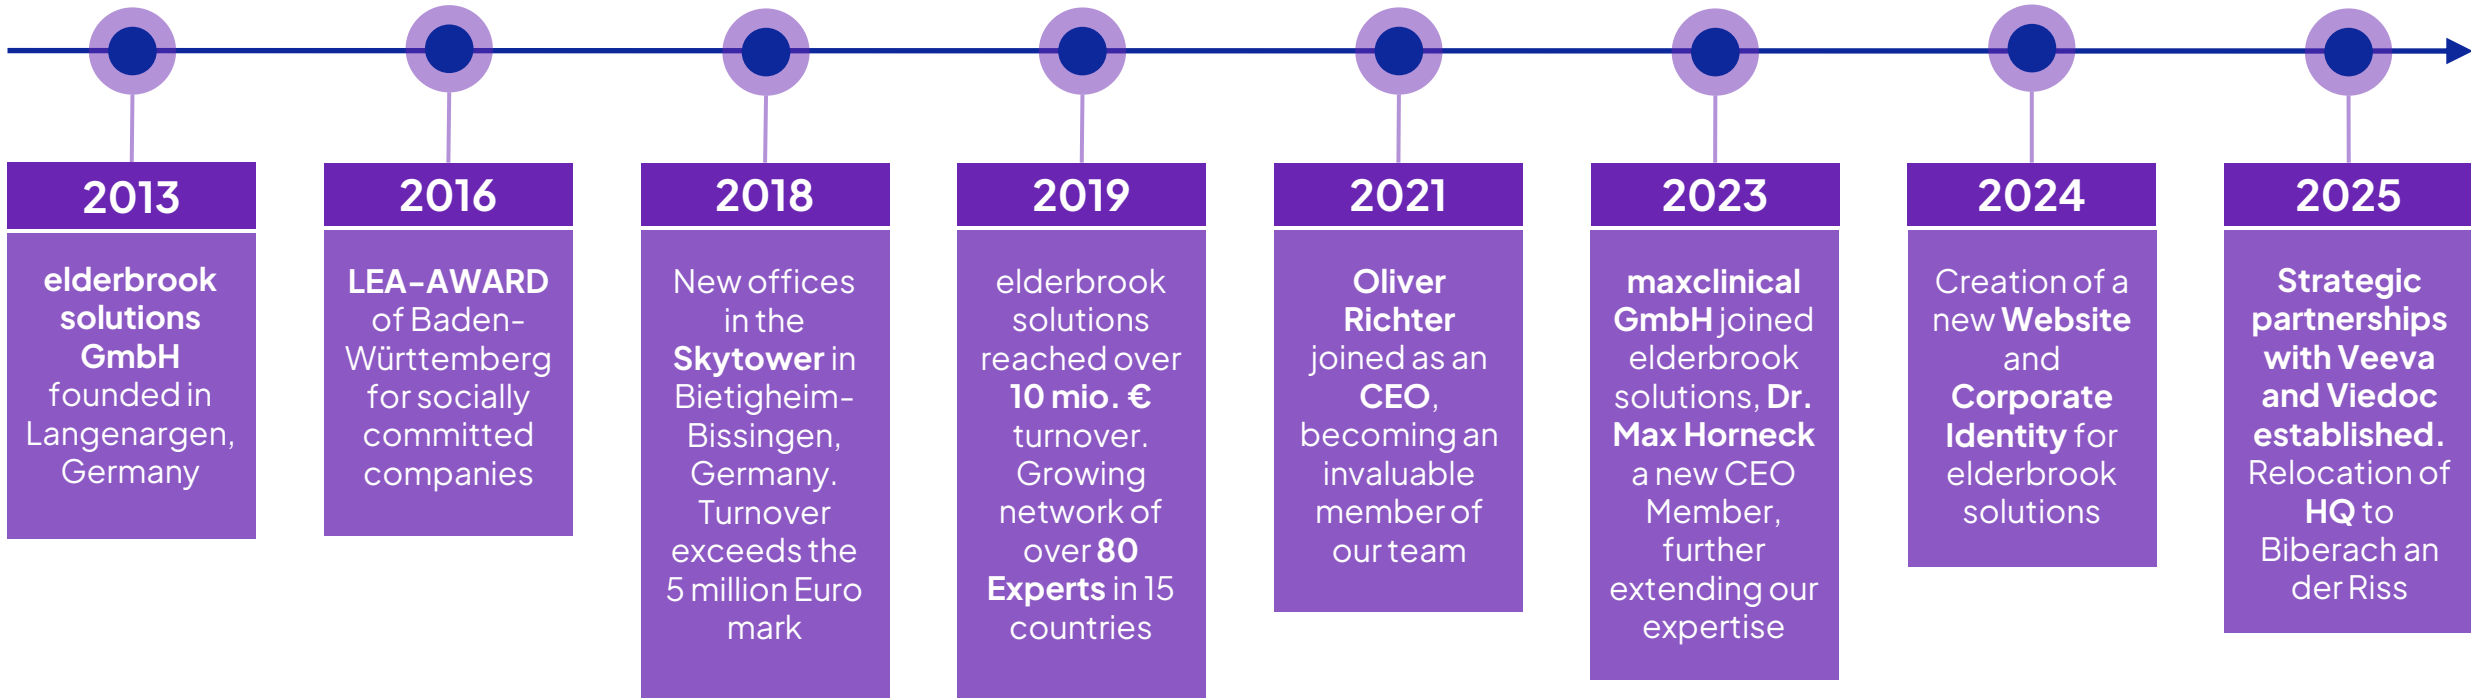 2013
elderbrook
solutions
GmbH
founded in
Langenargen,
Germany
2016
LEA-AWARD
of Baden-
Württemberg
for socially
committed
companies
2018
New offices
in the
Skytower in
Bietigheim-
Bissingen,
Germany.
Turnover
exceeds the
5 million Euro
mark
2019
elderbrook
solutions
reached over
10 mio. €
turnover.
Growing
network of
over 80
Experts in 15
countries
2021
Oliver
Richter
joined as an
CEO,
becoming an
invaluable
member of
our team
2023
maxclinical
GmbH joined
elderbrook
solutions, Dr.
Max Horneck
a new CEO
Member,
further
extending our
expertise
2024
Creation of a
new Website
and
Corporate
Identity for
elderbrook
solutions
2025
Strategic
partnerships
with Veeva
and Viedoc
established.
Relocation of
HQ to
Biberach an
der Riss